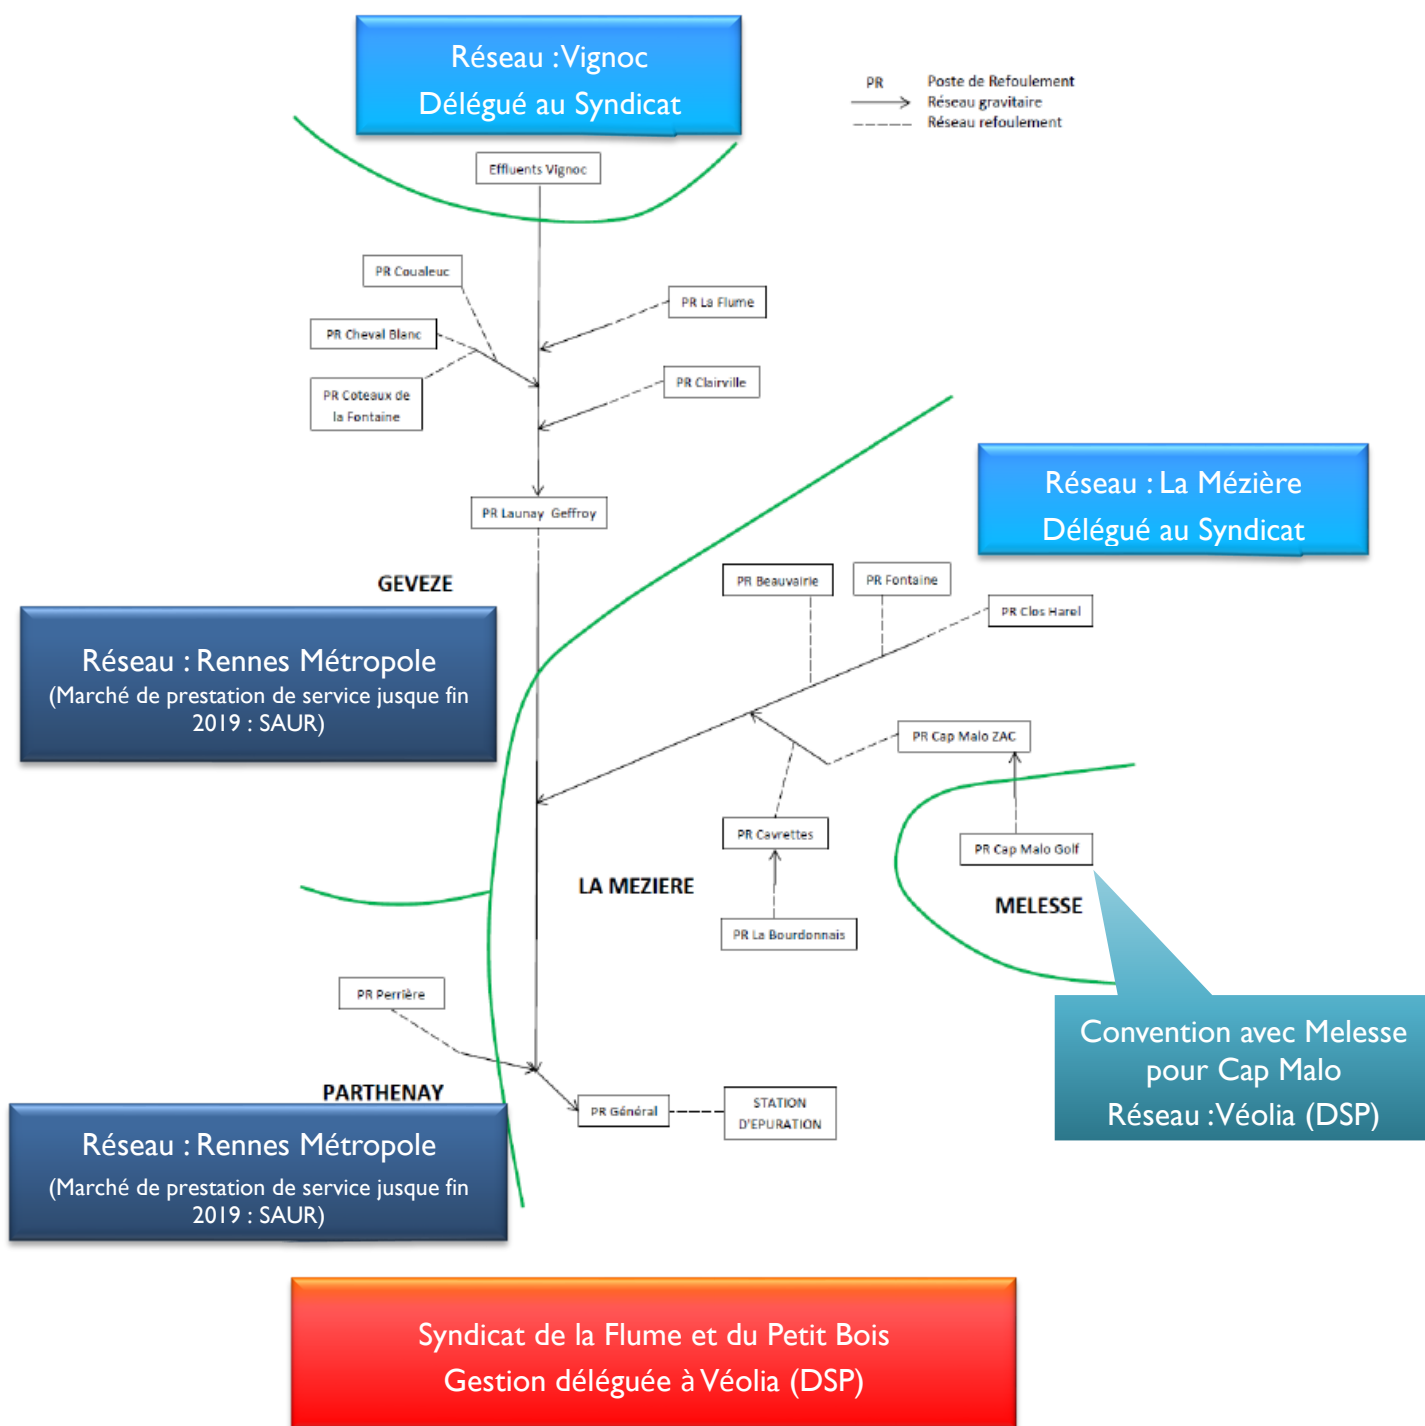 Réseau : Vignoc
Délégué au Syndicat
PR Poste de Refoulement
Réseau gravitaire
Réseau refoulement
Effluents Vignoc
PR Coualeuc
PR La Flume
PR Cheval Blanc
PR Clairville
PR Coteaux de
la Fontaine
Réseau : La Mézière
Délégué au Syndicat
PR Launay Geffroy
GEVEZE
PR Beauvairie
PR Fontaine
PR Clos Harel
Réseau : Rennes Métropole
(Marché de prestation de service jusque fin
2019 : SAUR)
PR Cap Malo ZAC
PR Cavrettes
PR Cap Malo Golf
LA MEZIERE
MELESSE
PR La Bourdonnais
PR Perrière
Convention avec Melesse
pour Cap Malo
Réseau : Véolia (DSP)
PARTHENAY
PR Général
STATION
D'EPURATION
Réseau : Rennes Métropole
(Marché de prestation de service jusque fin
2019 : SAUR)
Syndicat de la Flume et du Petit Bois
Gestion déléguée à Véolia (DSP)